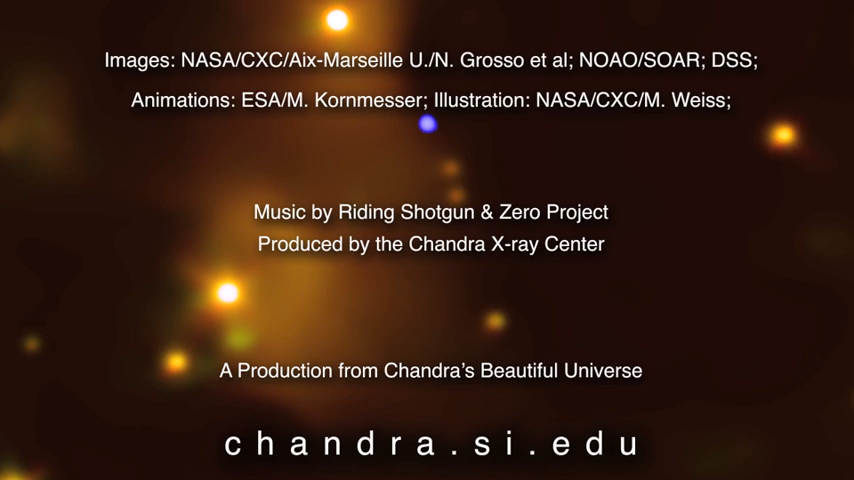 Images: NASA/CXC/Aix-Marseille U./N. Grosso et al; NOAO/SOAR; DSS;
Animations: ESA/M. Kornmesser; Illustration: NASA/CXC/M. Weiss;
Music by Riding Shotgun & Zero Project
Produced by the Chandra X-ray Center
A Production from Chandra’s Beautiful Universe
chandra.si.edu